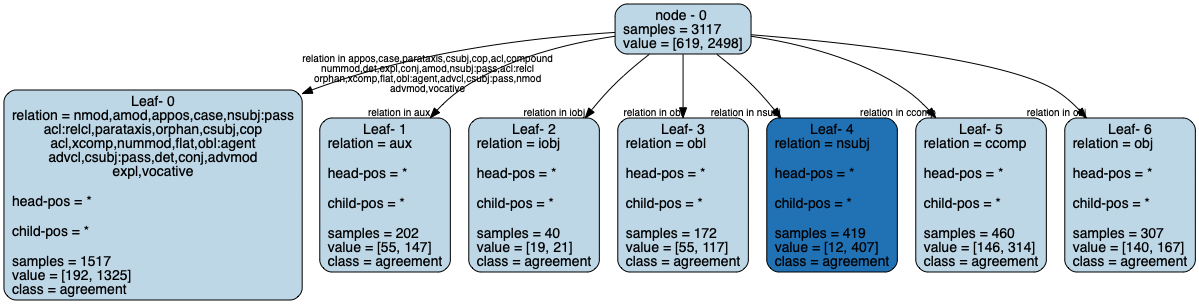 node - 0
samples = 3117
value = [619, 2498]
relation in appos,case,parataxis,csubj,cop,acl,compound
nummod,det,expl,conj,amod,nsubj:pass,acl:relcl
orphan,xcomp,flat,obl:agent,advcl,csubj:pass,nmod
advmod,vocative
relation in aux
relation in iobj
relation in obl
relation in nsubj
relation in ccomp
relation in obj
Leaf- 0
relation = nmod,amod,appos,case,nsubj:pass
acl:relcl,parataxis,orphan,csubj,cop
acl,xcomp,nummod,flat,obl:agent
advcl,csubj:pass,det,conj,advmod
expl,vocative
head-pos = *
child-pos = *
samples = 1517
value = [192, 1325]
class = agreement
Leaf- 1
relation = aux
head-pos = *
child-pos = *
samples = 202
value = [55, 147]
class = agreement
Leaf- 2
relation = iobj
head-pos = *
child-pos = *
samples = 40
value = [19, 21]
class = agreement
Leaf- 3
relation = obl
head-pos = *
child-pos = *
samples = 172
value = [55, 117]
class = agreement
Leaf- 4
relation = nsubj
head-pos = *
child-pos = *
samples = 419
value = [12, 407]
class = agreement
Leaf- 5
relation = ccomp
head-pos = *
child-pos = *
samples = 460
value = [146, 314]
class = agreement
Leaf- 6
relation = obj
head-pos = *
child-pos = *
samples = 307
value = [140, 167]
class = agreement